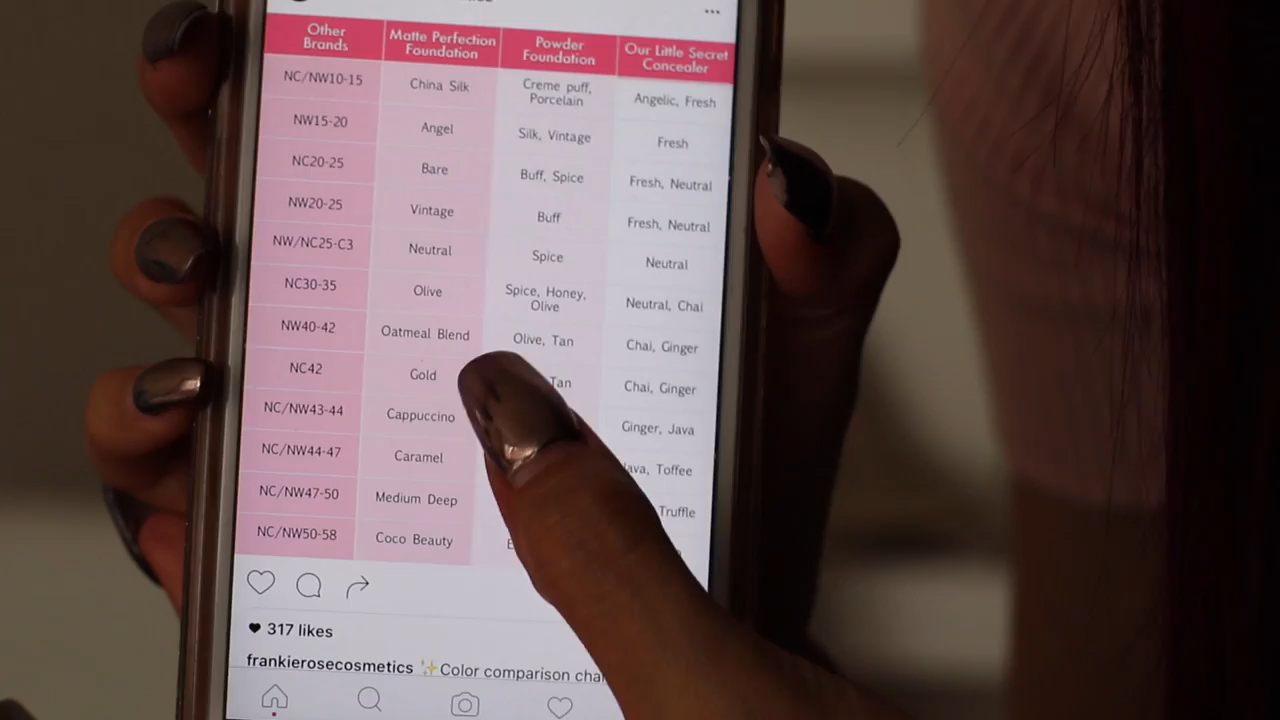 Other Brands
Matte Perfection Foundation
Powder Foundation
Our Little Secret Concealer
NC/NW10-15
China Silk
Creme puff, Porcelain
Angelic, Fresh
NW15-20
Angel
Silk, Vintage
Fresh
NC20-25
Bare
Buff, Spice
Fresh, Neutral
NW20-25
Vintage
Buff
Fresh, Neutral
NW/NC25-C3
Neutral
Spice
Neutral
NC30-35
Olive
Spice, Honey, Olive
Neutral, Chai
NW40-42
Oatmeal Blend
Olive, Tan
Chai, Ginger
NC42
Gold
Tan
Chai, Ginger
NC/NW43-44
Cappuccino
Ginger, Java
NC/NW44-47
Caramel
Toffee
NC/NW47-50
Medium Deep
Truffle
NC/NW50-58
Coco Beauty
317 likes
frankierosecosmetics ✨Color comparison